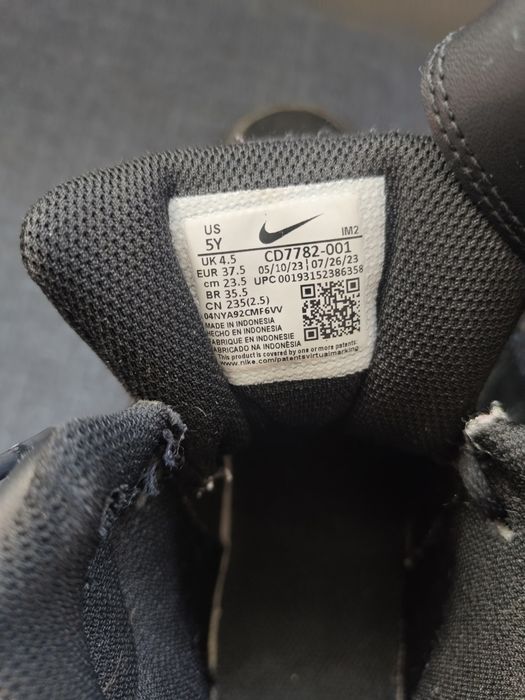 US
5Y
IM2
UK 4.5
CD7782-001
EUR 37.5
05/10/23 | 07/26/23
cm 23.5
UPC 00193152386358
BR 35.5
CN 235(2.5)
04NYA92CMF6VV
MADE IN INDONESIA
HECHO EN INDONESIA
FABRIQUE EN INDONESIE
FABRICADO NA INDONÉSIA
This product is covered by one or more patents.
www.nike.com/patentsvirtualmarking